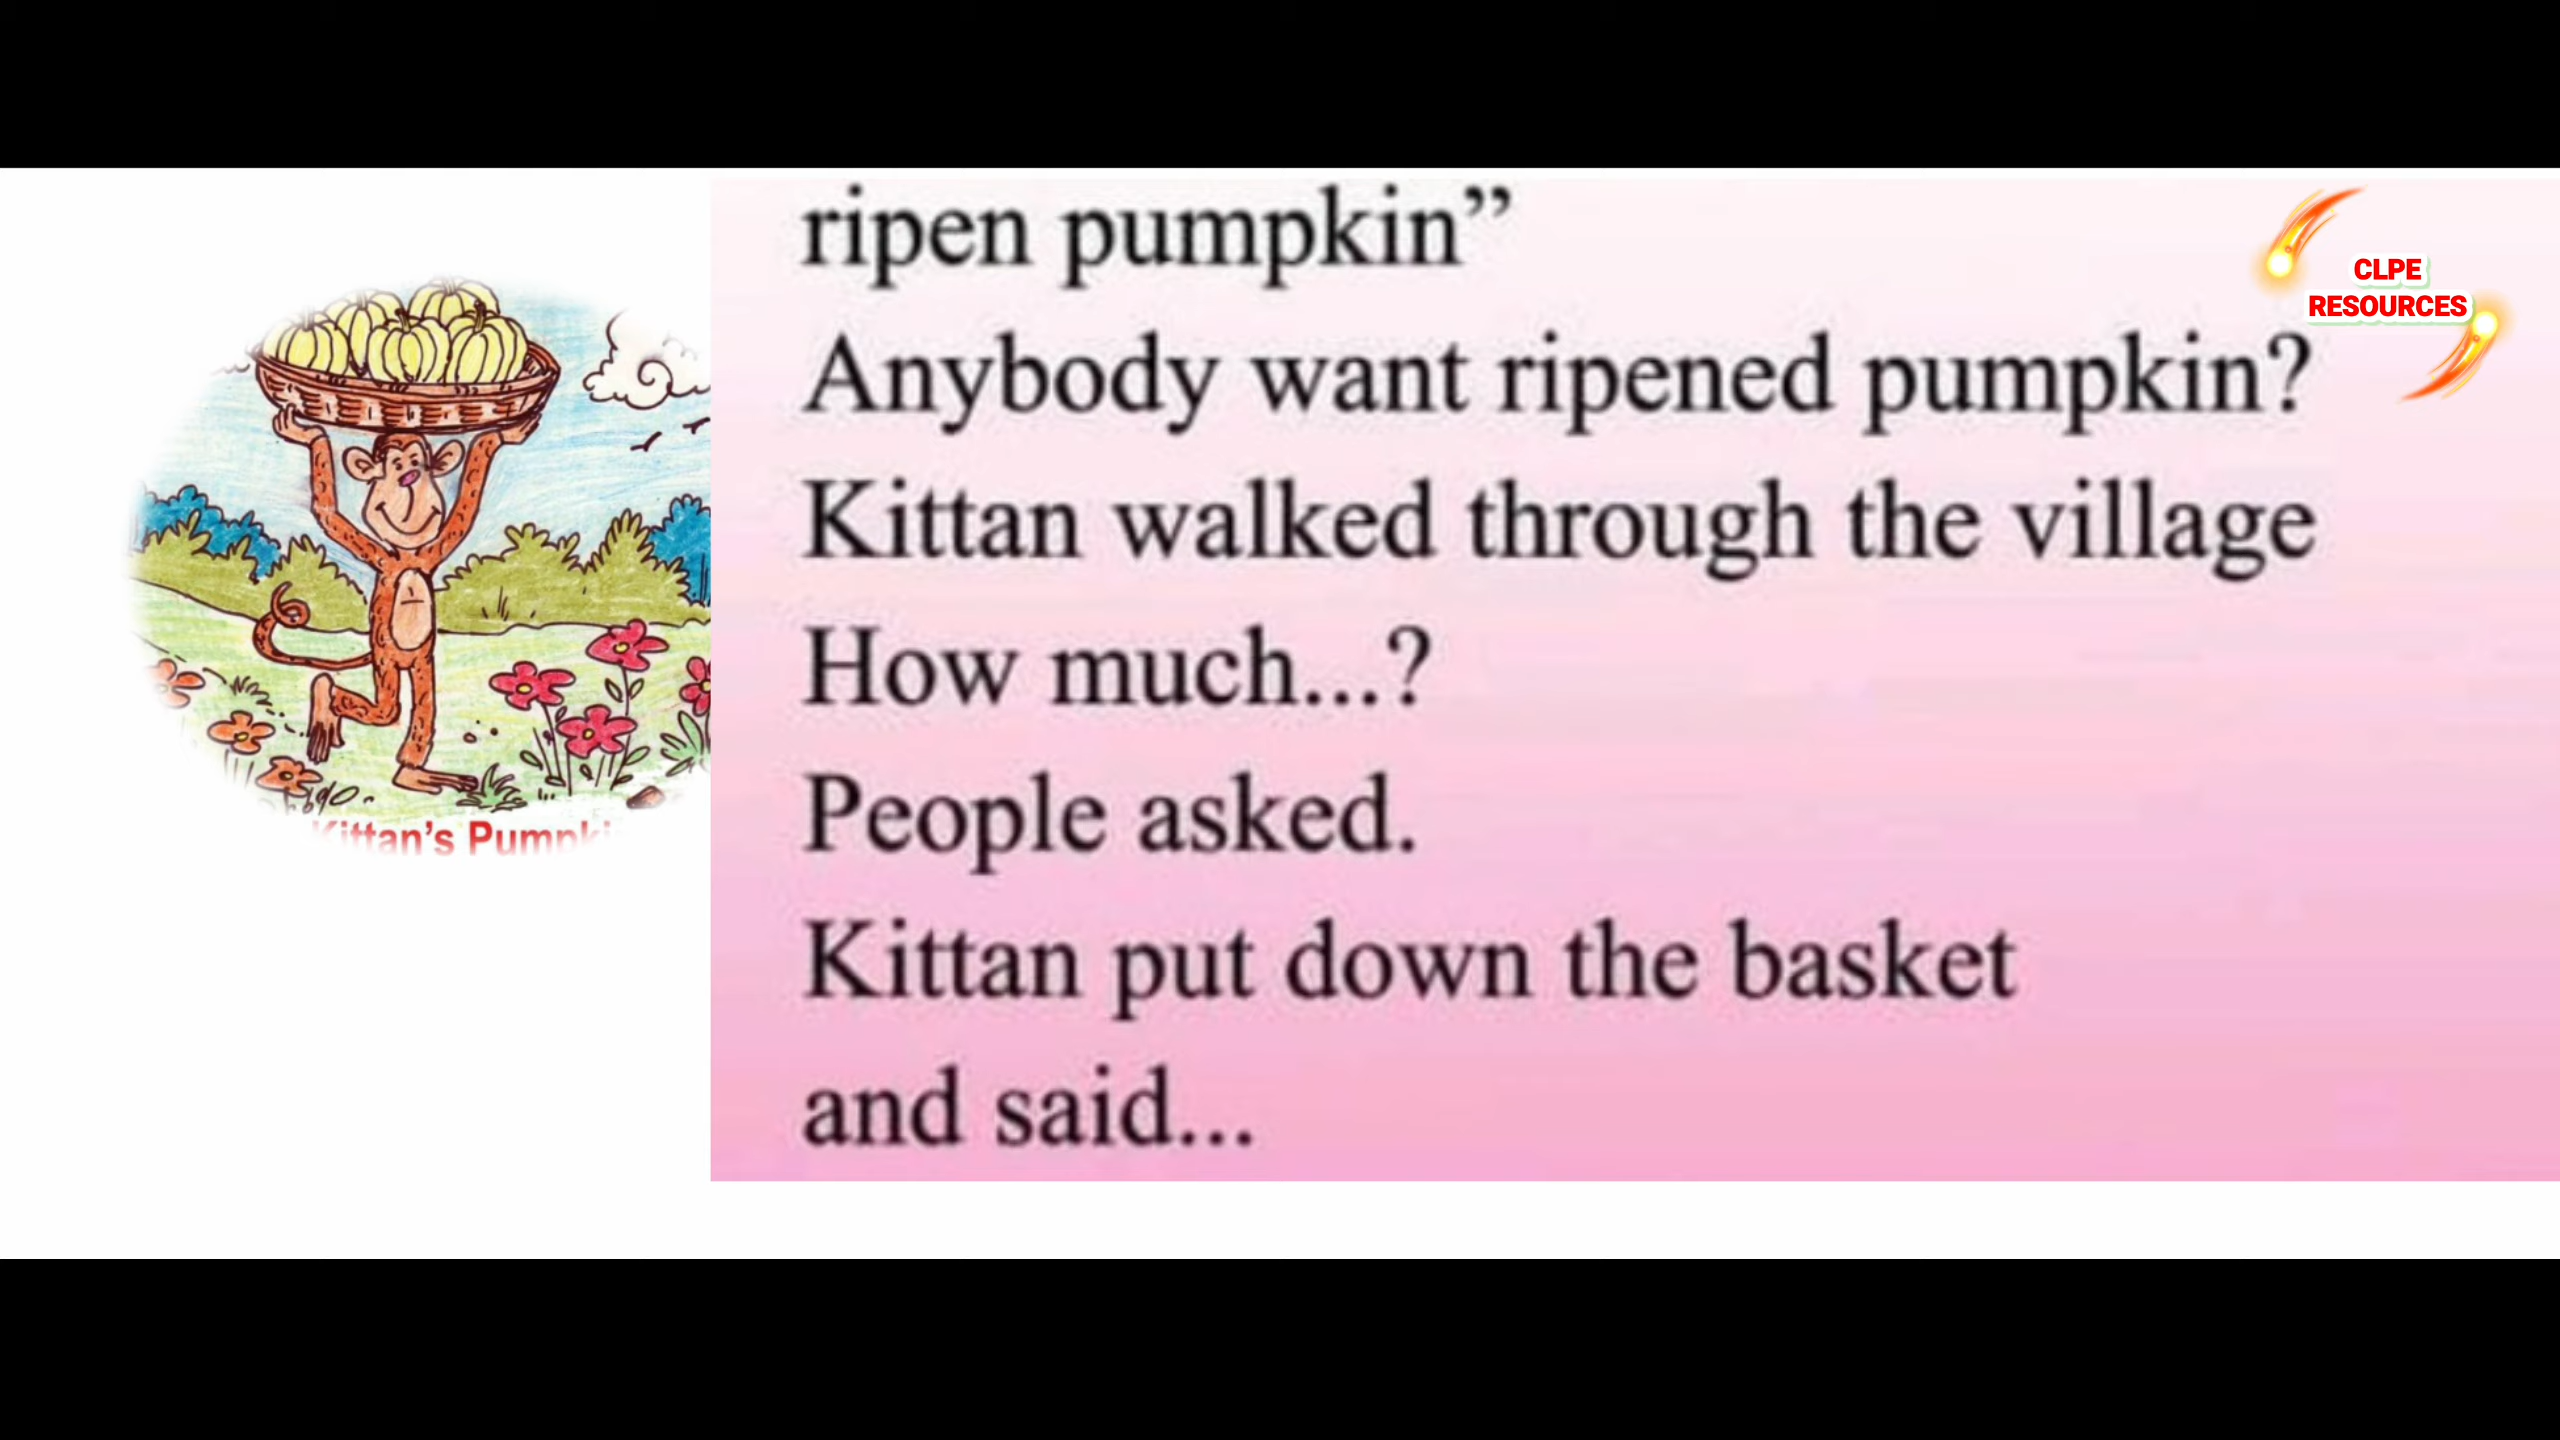 ripen pumpkin”
Anybody want ripened pumpkin?
Kittan walked through the village
How much...?
People asked.
Kittan put down the basket
and said...
CLPE
RESOURCES
Kittan’s